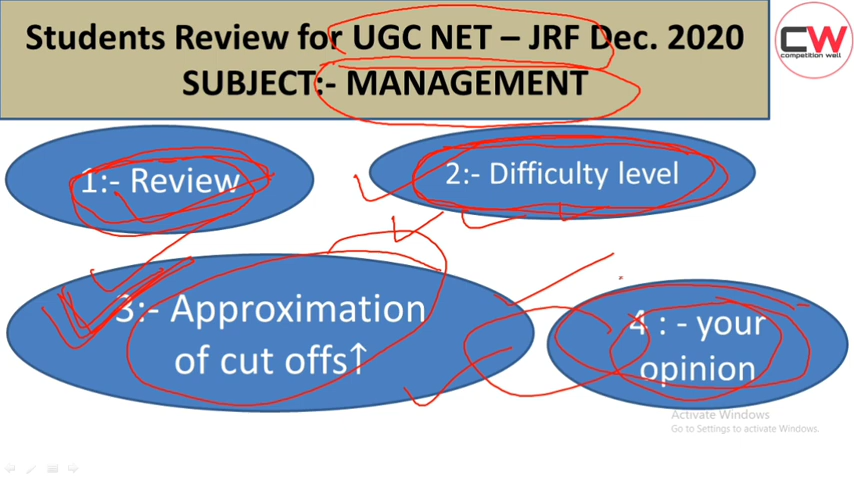 Students Review for UGC NET – JRF Dec. 2020
SUBJECT:- MANAGEMENT
CW
competition well
1:- Review
2:- Difficulty level
3:- Approximation
of cut offs↑
4 : - your
opinion
Activate Windows
Go to Settings to activate Windows.